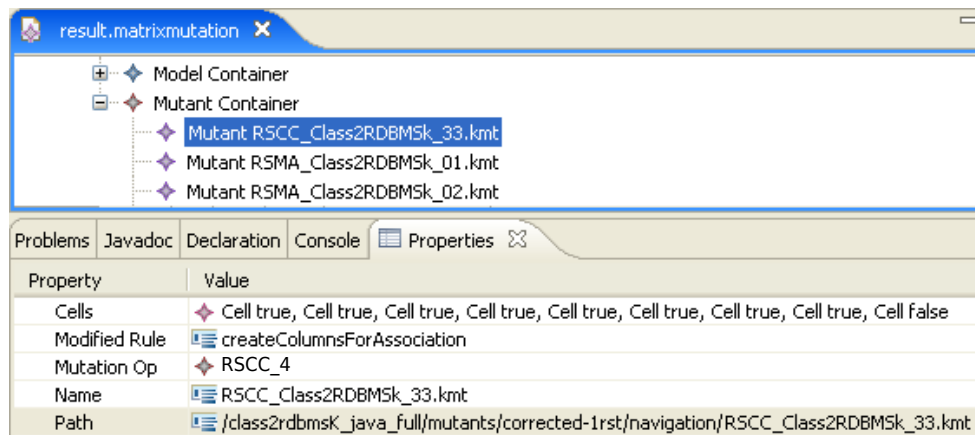 result.matrixmutation
Model Container
Mutant Container
Mutant RSCC_Class2RDBMSk_33.kmt
Mutant RSMA_Class2RDBMSk_01.kmt
Mutant RSMA_Class2RDBMSk_02.kmt
Problems Javadoc Declaration Console Properties
Property Value
Cells Cell true, Cell true, Cell true, Cell true, Cell true, Cell true, Cell true, Cell true, Cell false
Modified Rule createColumnsForAssociation
Mutation Op RSCC_4
Name RSCC_Class2RDBMSk_33.kmt
Path /class2rdbmsK_java_full/mutants/corrected-1rst/navigation/RSCC_Class2RDBMSk_33.kmt